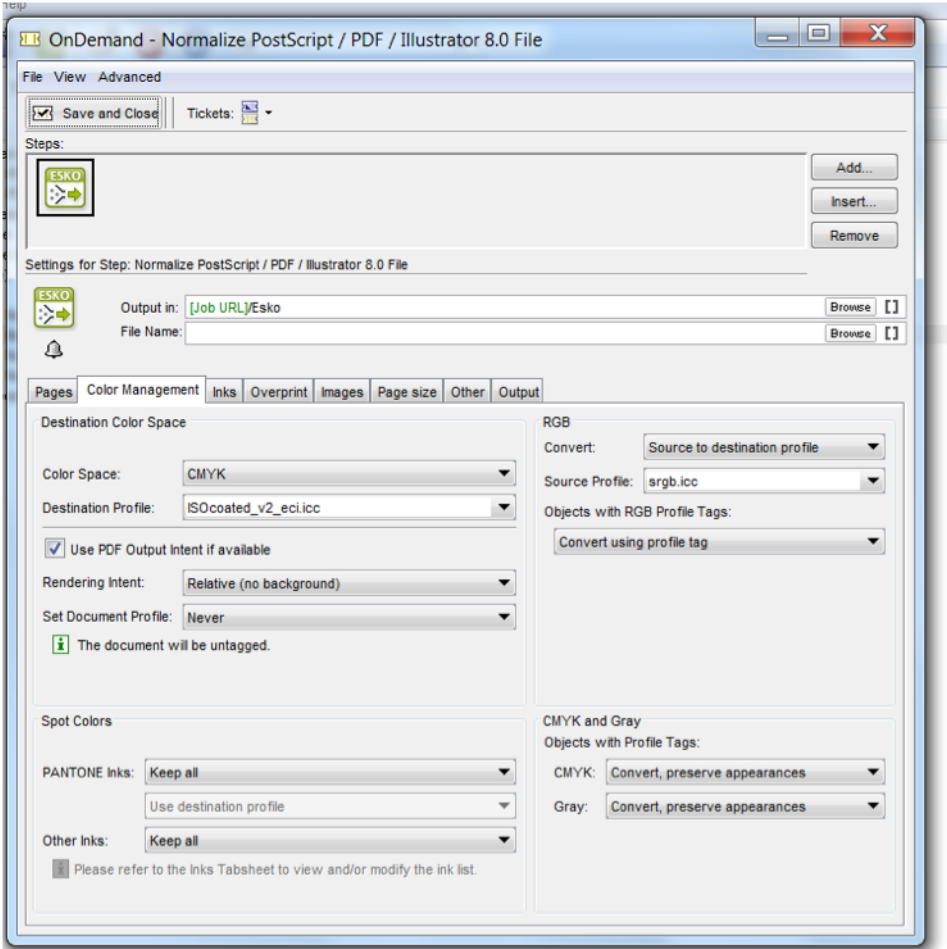 Help
OnDemand - Normalize PostScript / PDF / Illustrator 8.0 File
File View Advanced
Save and Close Tickets:
Steps:
ESKO
Add...
Insert...
Remove
Settings for Step: Normalize PostScript / PDF / Illustrator 8.0 File
ESKO
Output in: [Job URL]/Esko Browse []
File Name: Browse []
Pages Color Management Inks Overprint Images Page size Other Output
Destination Color Space
Color Space: CMYK
Destination Profile: ISOcoated_v2_eci.icc
Use PDF Output Intent if available
Rendering Intent: Relative (no background)
Set Document Profile: Never
The document will be untagged.
RGB
Convert: Source to destination profile
Source Profile: srgb.icc
Objects with RGB Profile Tags:
Convert using profile tag
Spot Colors
PANTONE Inks: Keep all
Use destination profile
Other Inks: Keep all
Please refer to the Inks Tabsheet to view and/or modify the ink list.
CMYK and Gray
Objects with Profile Tags:
CMYK: Convert, preserve appearances
Gray: Convert, preserve appearances